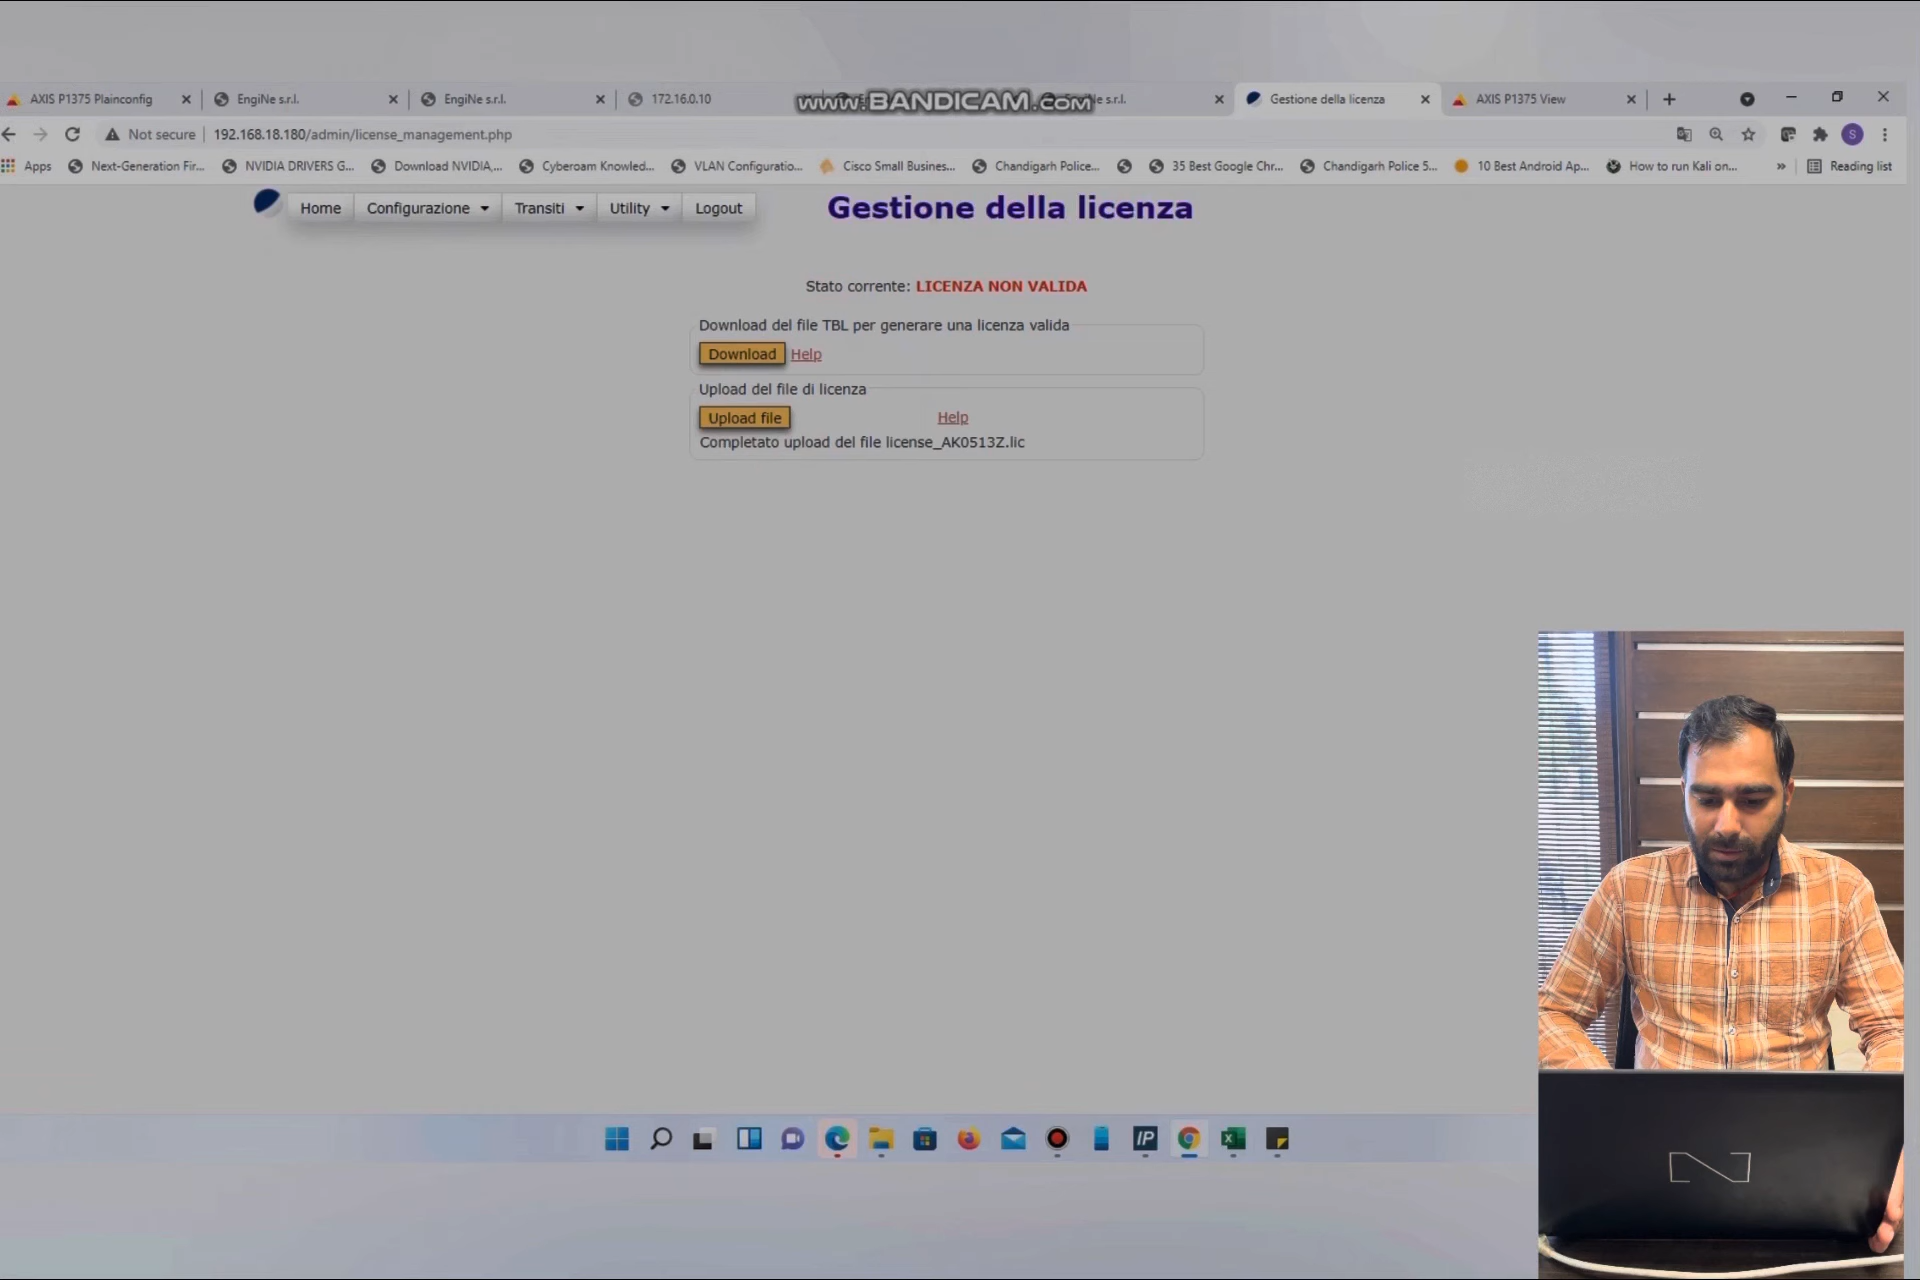 AXIS P1375 Plainconfig
EngiNe s.r.l.
EngiNe s.r.l.
172.16.0.10
www.BANDICAM.com
e s.r.l.
Gestione della licenza
AXIS P1375 View
Not secure
192.168.18.180/admin/license_management.php
S
Apps
Next-Generation Fir...
NVIDIA DRIVERS G...
Download NVIDIA,...
Cyberoam Knowled...
VLAN Configuratio...
Cisco Small Busines...
Chandigarh Police...
35 Best Google Chr...
Chandigarh Police 5...
10 Best Android Ap...
How to run Kali on...
»
Reading list
Home
Configurazione
Transiti
Utility
Logout
Gestione della licenza
Stato corrente: LICENZA NON VALIDA
Download del file TBL per generare una licenza valida
Download Help
Upload del file di licenza
Upload file Help
Completato upload del file license_AK0513Z.lic
IP